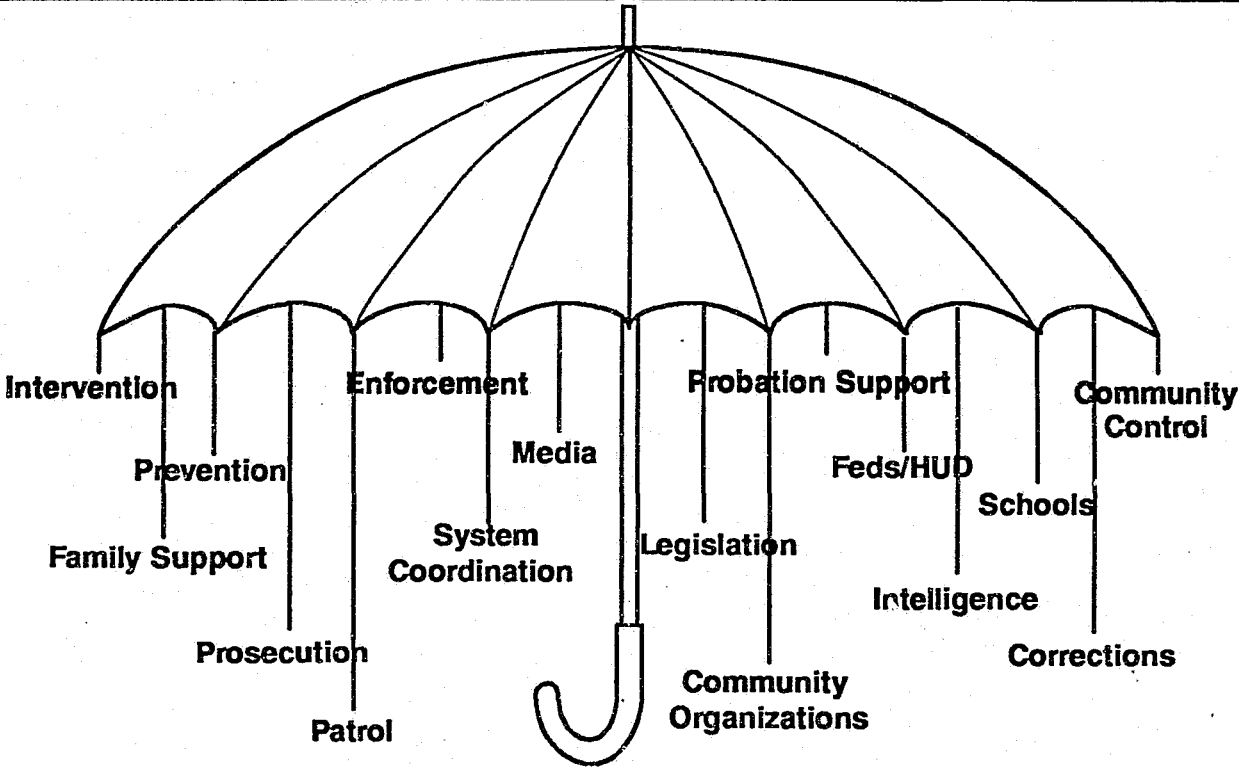 Intervention
Enforcement
Probation Support
Community
Control
Media
Prevention
Feds/HUD
Schools
System
Coordination
Legislation
Family Support
Intelligence
Prosecution
Corrections
Community
Organizations
Patrol